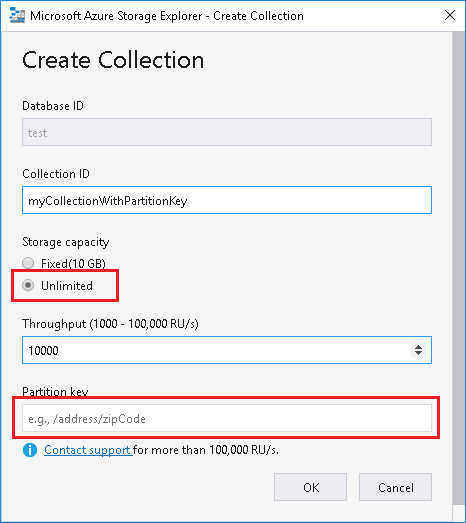 Microsoft Azure Storage Explorer - Create Collection
Create Collection
Database ID
test
Collection ID
myCollectionWithPartitionKey
Storage capacity
Fixed(10 GB)
Unlimited
Throughput (1000 - 100,000 RU/s)
10000
Partition key
e.g., /address/zipCode
Contact support for more than 100,000 RU/s.
OK Cancel